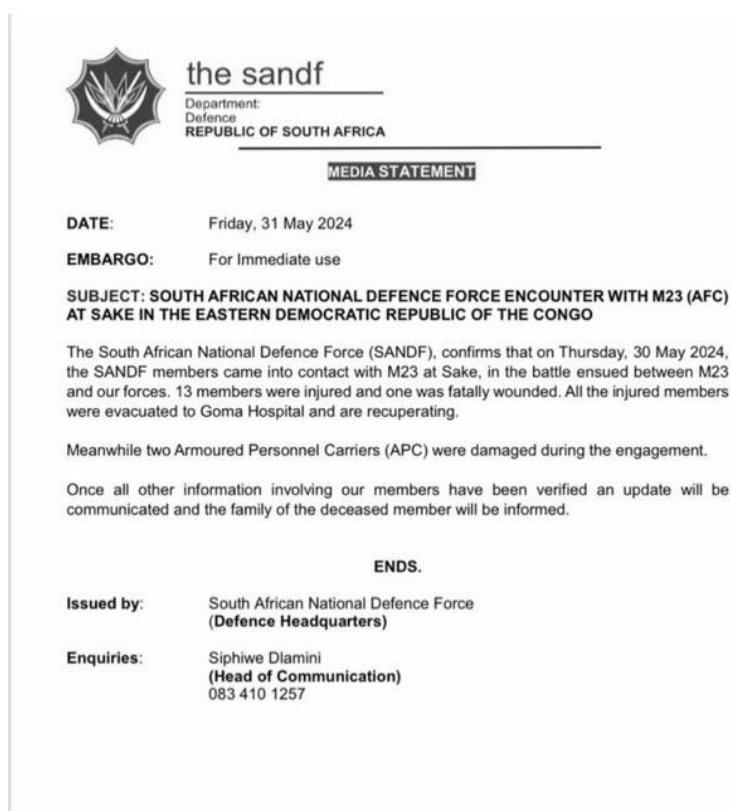 the sandf
Department:
Defence
REPUBLIC OF SOUTH AFRICA
MEDIA STATEMENT
DATE: Friday, 31 May 2024
EMBARGO: For Immediate use
SUBJECT: SOUTH AFRICAN NATIONAL DEFENCE FORCE ENCOUNTER WITH M23 (AFC)
AT SAKE IN THE EASTERN DEMOCRATIC REPUBLIC OF THE CONGO
The South African National Defence Force (SANDF), confirms that on Thursday, 30 May 2024,
the SANDF members came into contact with M23 at Sake, in the battle ensued between M23
and our forces. 13 members were injured and one was fatally wounded. All the injured members
were evacuated to Goma Hospital and are recuperating.
Meanwhile two Armoured Personnel Carriers (APC) were damaged during the engagement.
Once all other information involving our members have been verified an update will be
communicated and the family of the deceased member will be informed.
ENDS.
Issued by: South African National Defence Force
(Defence Headquarters)
Enquiries: Siphiwe Dlamini
(Head of Communication)
083 410 1257